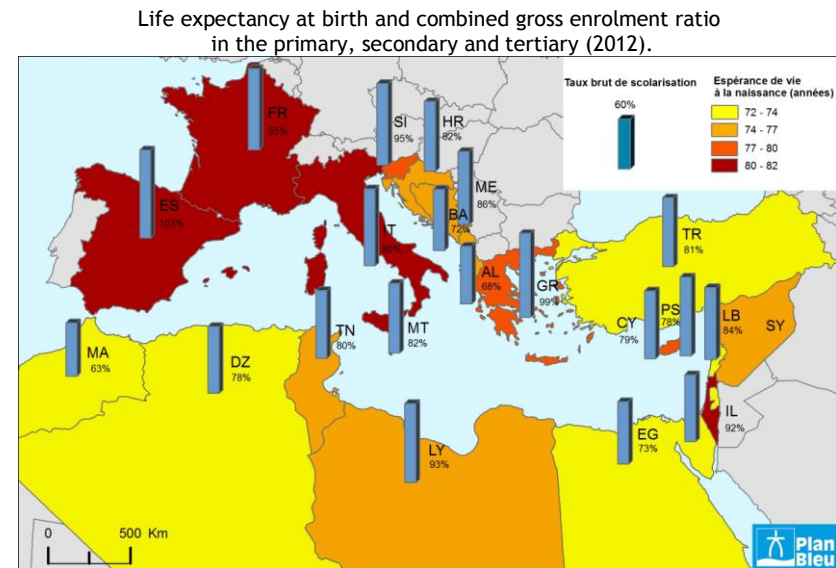 Life expectancy at birth and combined gross enrolment ratio
in the primary, secondary and tertiary (2012).
Taux brut de scolarisation
60%
Espérance de vie
à la naissance (années)
72 - 74
74 - 77
77 - 80
80 - 82
FR
95%
SI
95%
HR
82%
ES
103%
ME
86%
BA
72%
IT
TR
81%
AL
68%
GR
99%
MT
82%
TN
80%
CY
79%
PS
78%
LB
84%
SY
MA
63%
DZ
78%
IL
92%
EG
73%
LY
93%
0 500 Km
Plan
Bleu